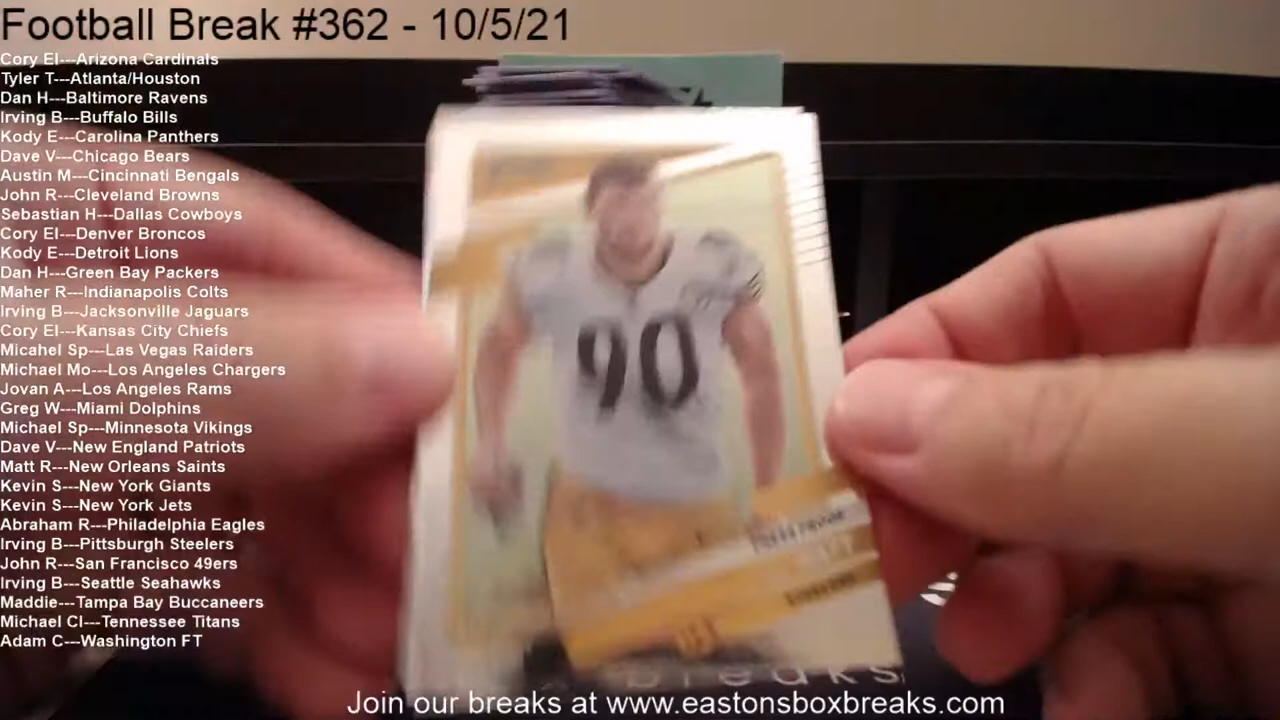 Football Break #362 - 10/5/21
Cory El---Arizona Cardinals
Tyler T---Atlanta/Houston
Dan H---Baltimore Ravens
Irving B---Buffalo Bills
Kody E---Carolina Panthers
Dave V---Chicago Bears
Austin M---Cincinnati Bengals
John R---Cleveland Browns
Sebastian H---Dallas Cowboys
Cory El---Denver Broncos
Kody E---Detroit Lions
Dan H---Green Bay Packers
Maher R---Indianapolis Colts
Irving B---Jacksonville Jaguars
Cory El---Kansas City Chiefs
Micahel Sp---Las Vegas Raiders
Michael Mo---Los Angeles Chargers
Jovan A---Los Angeles Rams
Greg W---Miami Dolphins
Michael Sp---Minnesota Vikings
Dave V---New England Patriots
Matt R---New Orleans Saints
Kevin S---New York Giants
Kevin S---New York Jets
Abraham R---Philadelphia Eagles
Irving B---Pittsburgh Steelers
John R---San Francisco 49ers
Irving B---Seattle Seahawks
Maddie---Tampa Bay Buccaneers
Michael Cl---Tennessee Titans
Adam C---Washington FT
90
breaks
Join our breaks at www.eastonsboxbreaks.com